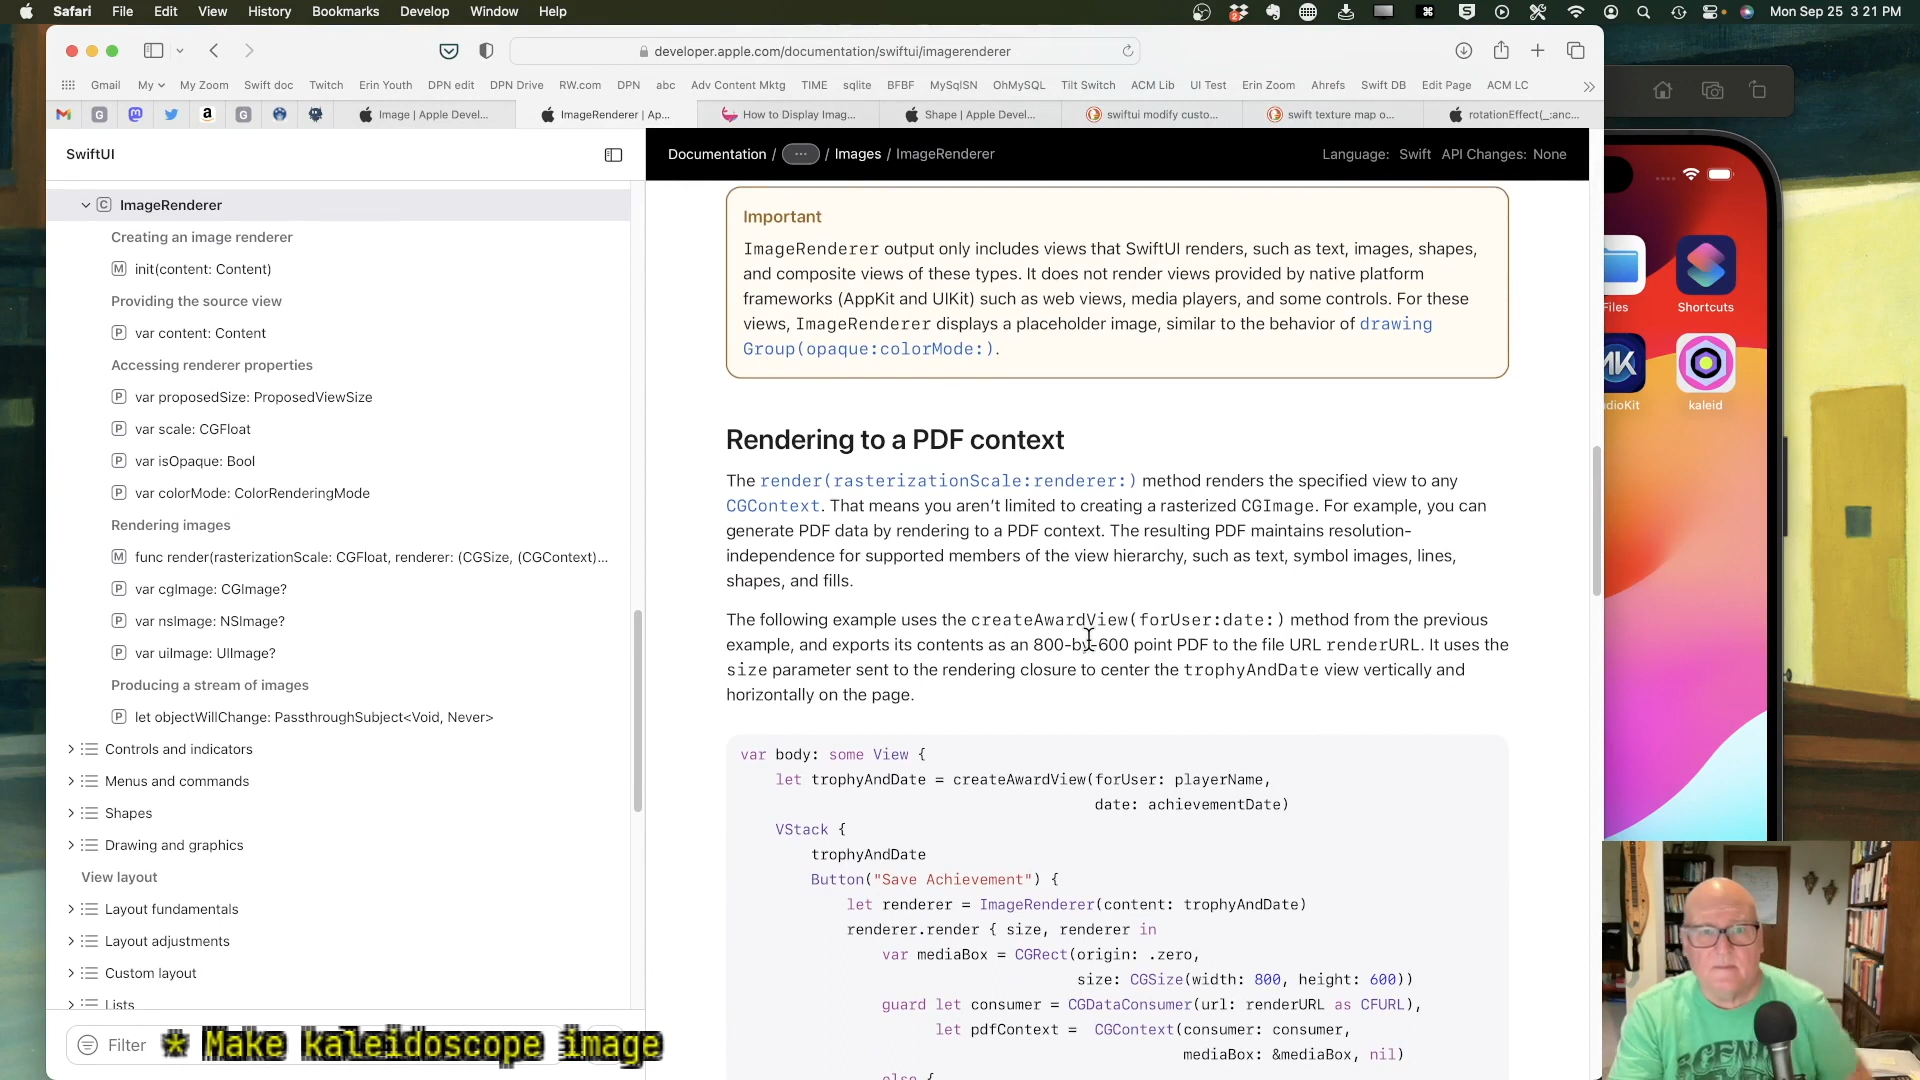 Safari File Edit View History Bookmarks Develop Window Help
Mon Sep 25 3 21 PM
developer.apple.com/documentation/swiftui/imagerenderer
Gmail My My Zoom Swift doc Twitch Erin Youth DPN edit DPN Drive RW.com DPN abc Adv Content Mktg TIME sqlite BFBF MySqlSN OhMySQL Tilt Switch ACM Lib UI Test Erin Zoom Ahrefs Swift DB Edit Page ACM LC
Image | Apple Devel... ImageRenderer | Ap... How to Display Imag... Shape | Apple Devel... swiftui modify custo... swift texture map o... rotationEffect(_:anc...
SwiftUI
ImageRenderer
Creating an image renderer
M init(content: Content)
Providing the source view
P var content: Content
Accessing renderer properties
P var proposedSize: ProposedViewSize
P var scale: CGFloat
P var isOpaque: Bool
P var colorMode: ColorRenderingMode
Rendering images
M func render(rasterizationScale: CGFloat, renderer: (CGSize, (CGContext)...
P var cgImage: CGImage?
P var nsImage: NSImage?
P var uiImage: UIImage?
Producing a stream of images
P let objectWillChange: PassthroughSubject<Void, Never>
Controls and indicators
Menus and commands
Shapes
Drawing and graphics
View layout
Layout fundamentals
Layout adjustments
Custom layout
Lists
Filter
* Make kaleidoscope image
Documentation / ... / Images / ImageRenderer
Language: Swift API Changes: None
Important
ImageRenderer output only includes views that SwiftUI renders, such as text, images, shapes,
and composite views of these types. It does not render views provided by native platform
frameworks (AppKit and UIKit) such as web views, media players, and some controls. For these
views, ImageRenderer displays a placeholder image, similar to the behavior of drawing
Group(opaque:colorMode:).
Rendering to a PDF context
The render(rasterizationScale:renderer:) method renders the specified view to any
CGContext. That means you aren't limited to creating a rasterized CGImage. For example, you can
generate PDF data by rendering to a PDF context. The resulting PDF maintains resolution-
independence for supported members of the view hierarchy, such as text, symbol images, lines,
shapes, and fills.
The following example uses the createAwardView(forUser:date:) method from the previous
example, and exports its contents as an 800-by-600 point PDF to the file URL renderURL. It uses the
size parameter sent to the rendering closure to center the trophyAndDate view vertically and
horizontally on the page.
var body: some View {
let trophyAndDate = createAwardView(forUser: playerName,
date: achievementDate)
VStack {
trophyAndDate
Button("Save Achievement") {
let renderer = ImageRenderer(content: trophyAndDate)
renderer.render { size, renderer in
var mediaBox = CGRect(origin: .zero,
size: CGSize(width: 800, height: 600))
guard let consumer = CGDataConsumer(url: renderURL as CFURL),
let pdfContext = CGContext(consumer: consumer,
mediaBox: &mediaBox, nil)
else {
Files
Shortcuts
kaleid